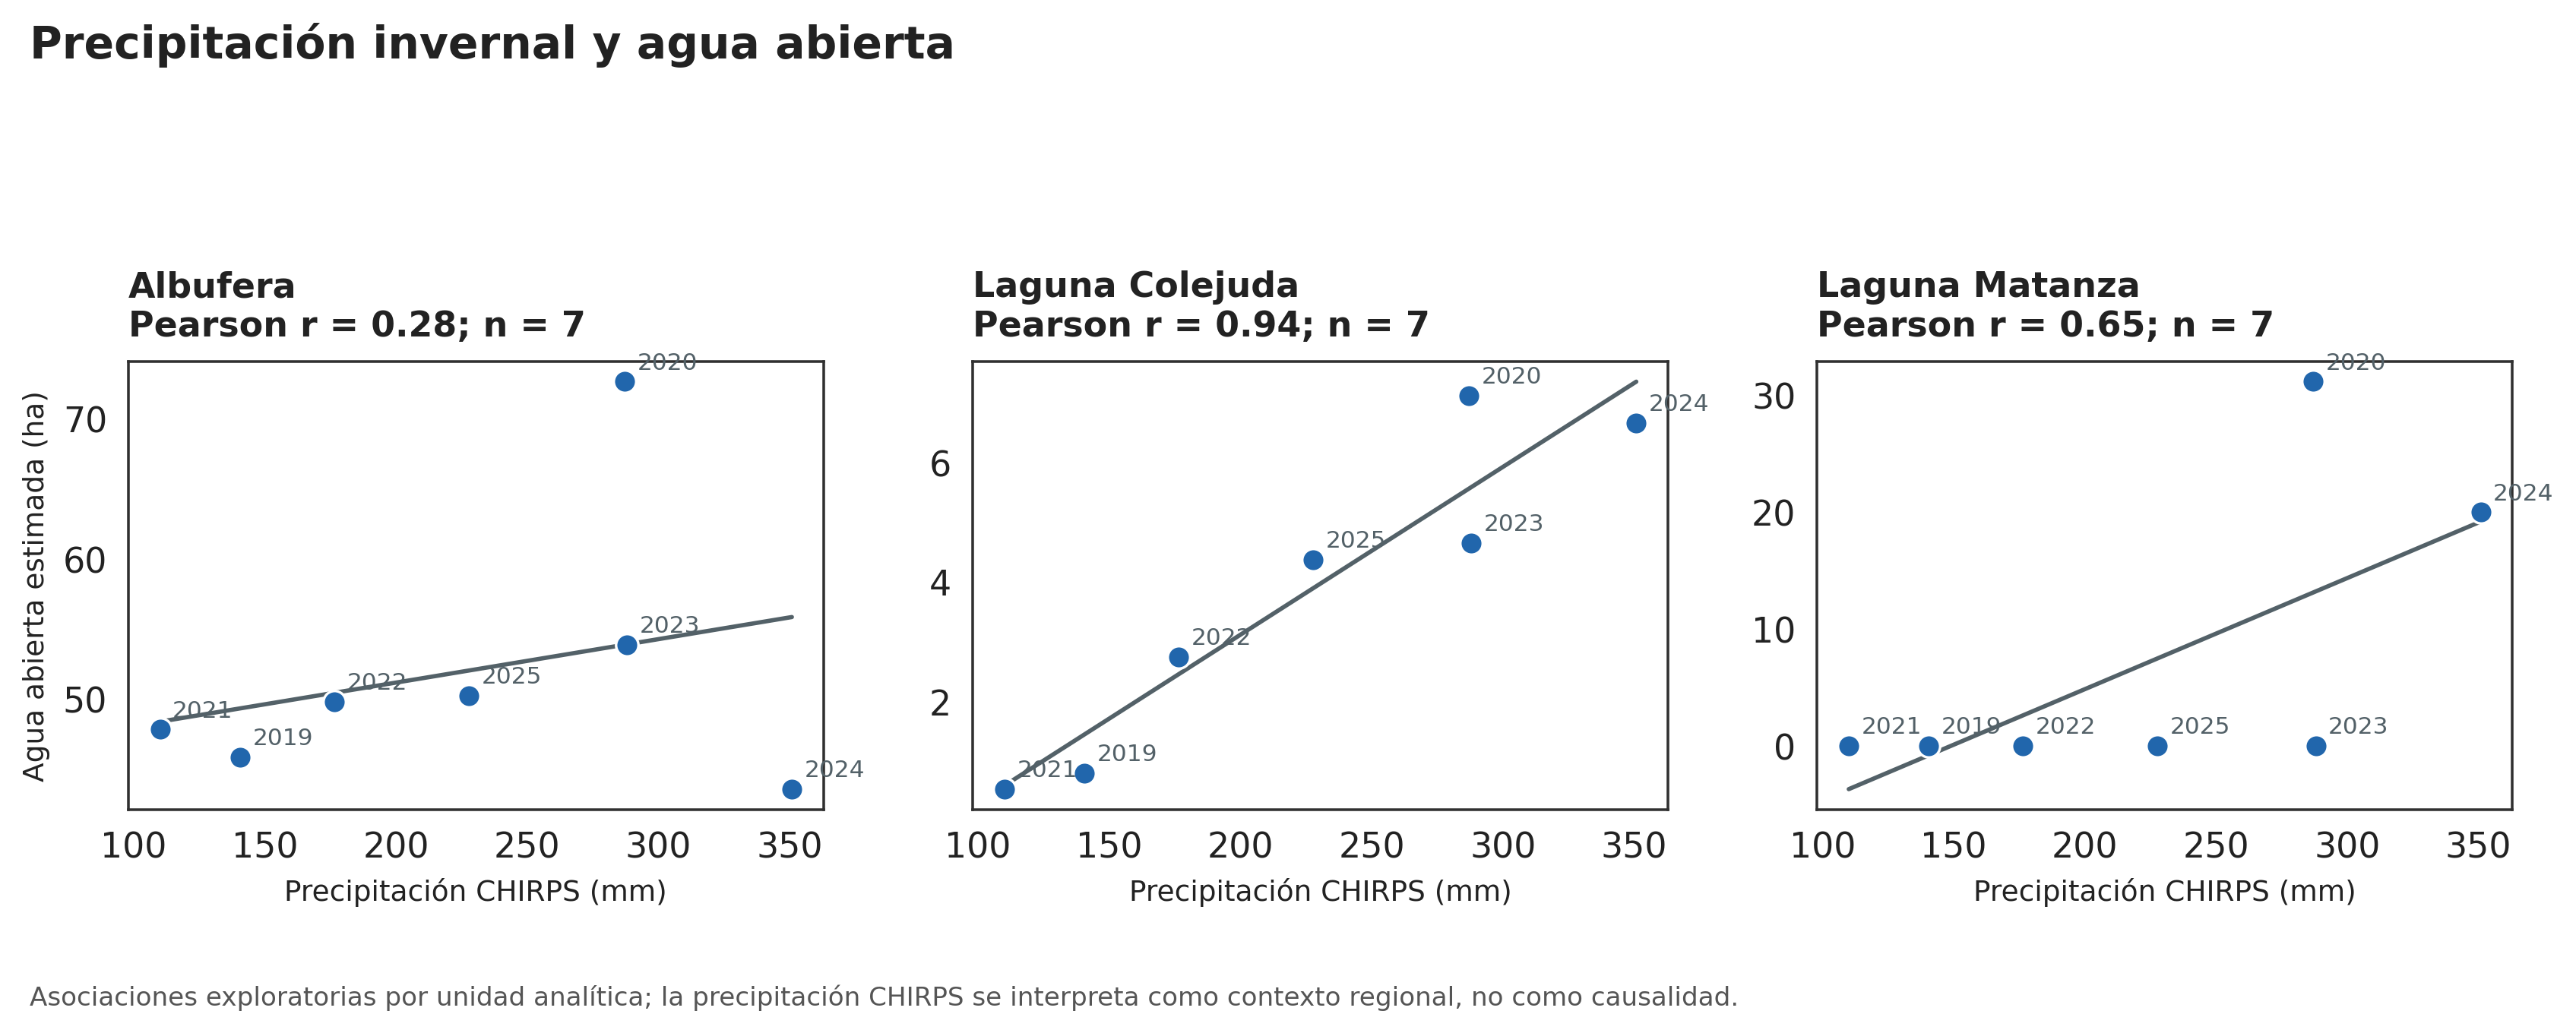 Precipitación invernal y agua abierta
Albufera
Pearson r = 0.28; n = 7
Agua abierta estimada (ha)
70
60
50
2020
2023
2022
2025
2021
2019
2024
100 150 200 250 300 350
Precipitación CHIRPS (mm)
Laguna Colejuda
Pearson r = 0.94; n = 7
6
4
2
2020
2024
2023
2025
2022
2019
2021
100 150 200 250 300 350
Precipitación CHIRPS (mm)
Laguna Matanza
Pearson r = 0.65; n = 7
30
20
10
0
2020
2024
2021 2019 2022 2025 2023
100 150 200 250 300 350
Precipitación CHIRPS (mm)
Asociaciones exploratorias por unidad analítica; la precipitación CHIRPS se interpreta como contexto regional, no como causalidad.